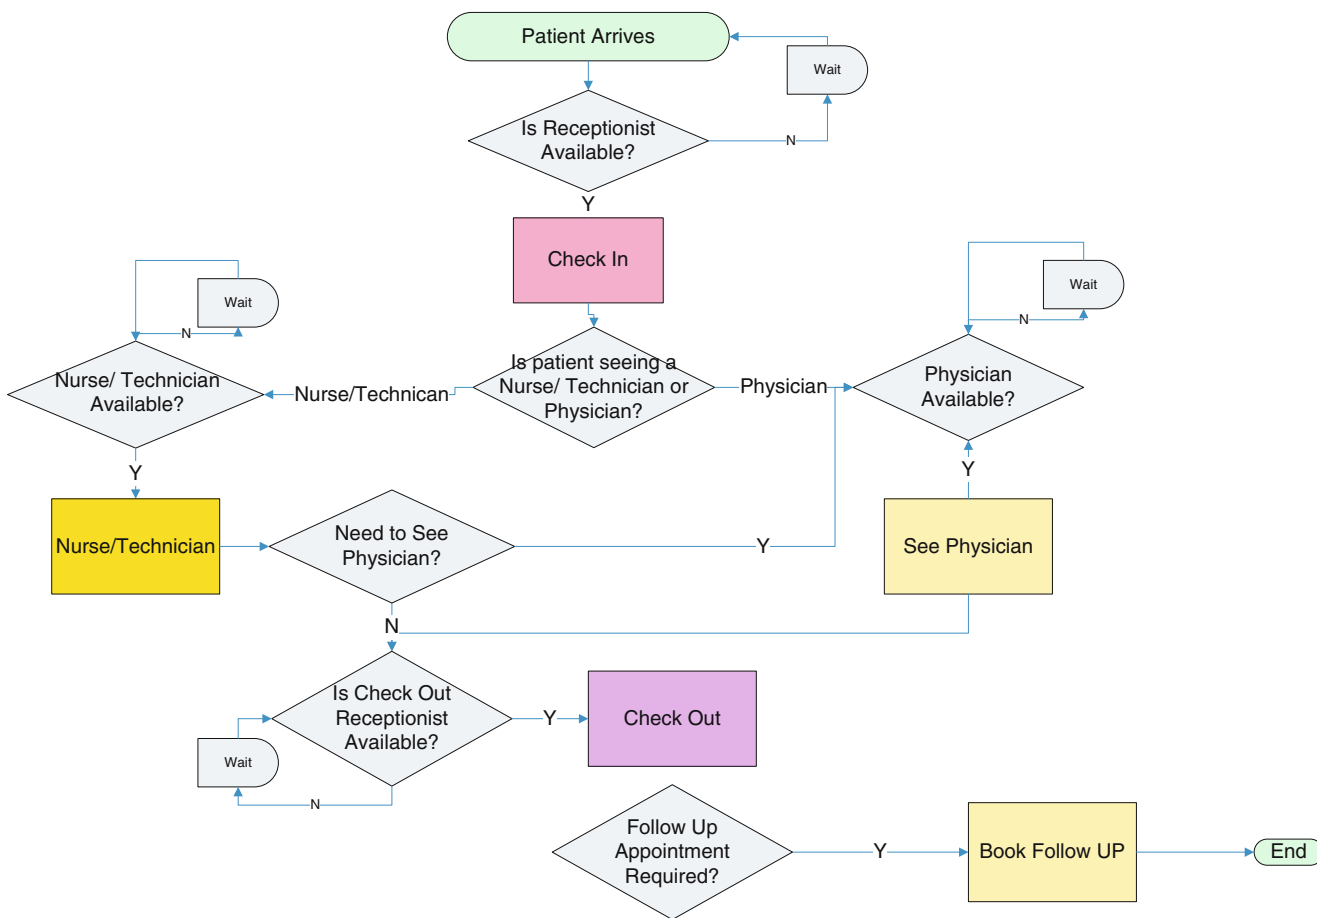 Patient Arrives
Wait
Is Receptionist
Available?
N
Y
Check In
Wait
N
Wait
N
Nurse/ Technician
Available?
Nurse/Technican
Is patient seeing a
Nurse/ Technician or
Physician?
Physician
Physician
Available?
Y
Y
Nurse/Technician
Need to See
Physician?
Y
See Physician
N
Is Check Out
Receptionist
Available?
Y
Check Out
Wait
N
Follow Up
Appointment
Required?
Y
Book Follow UP
End